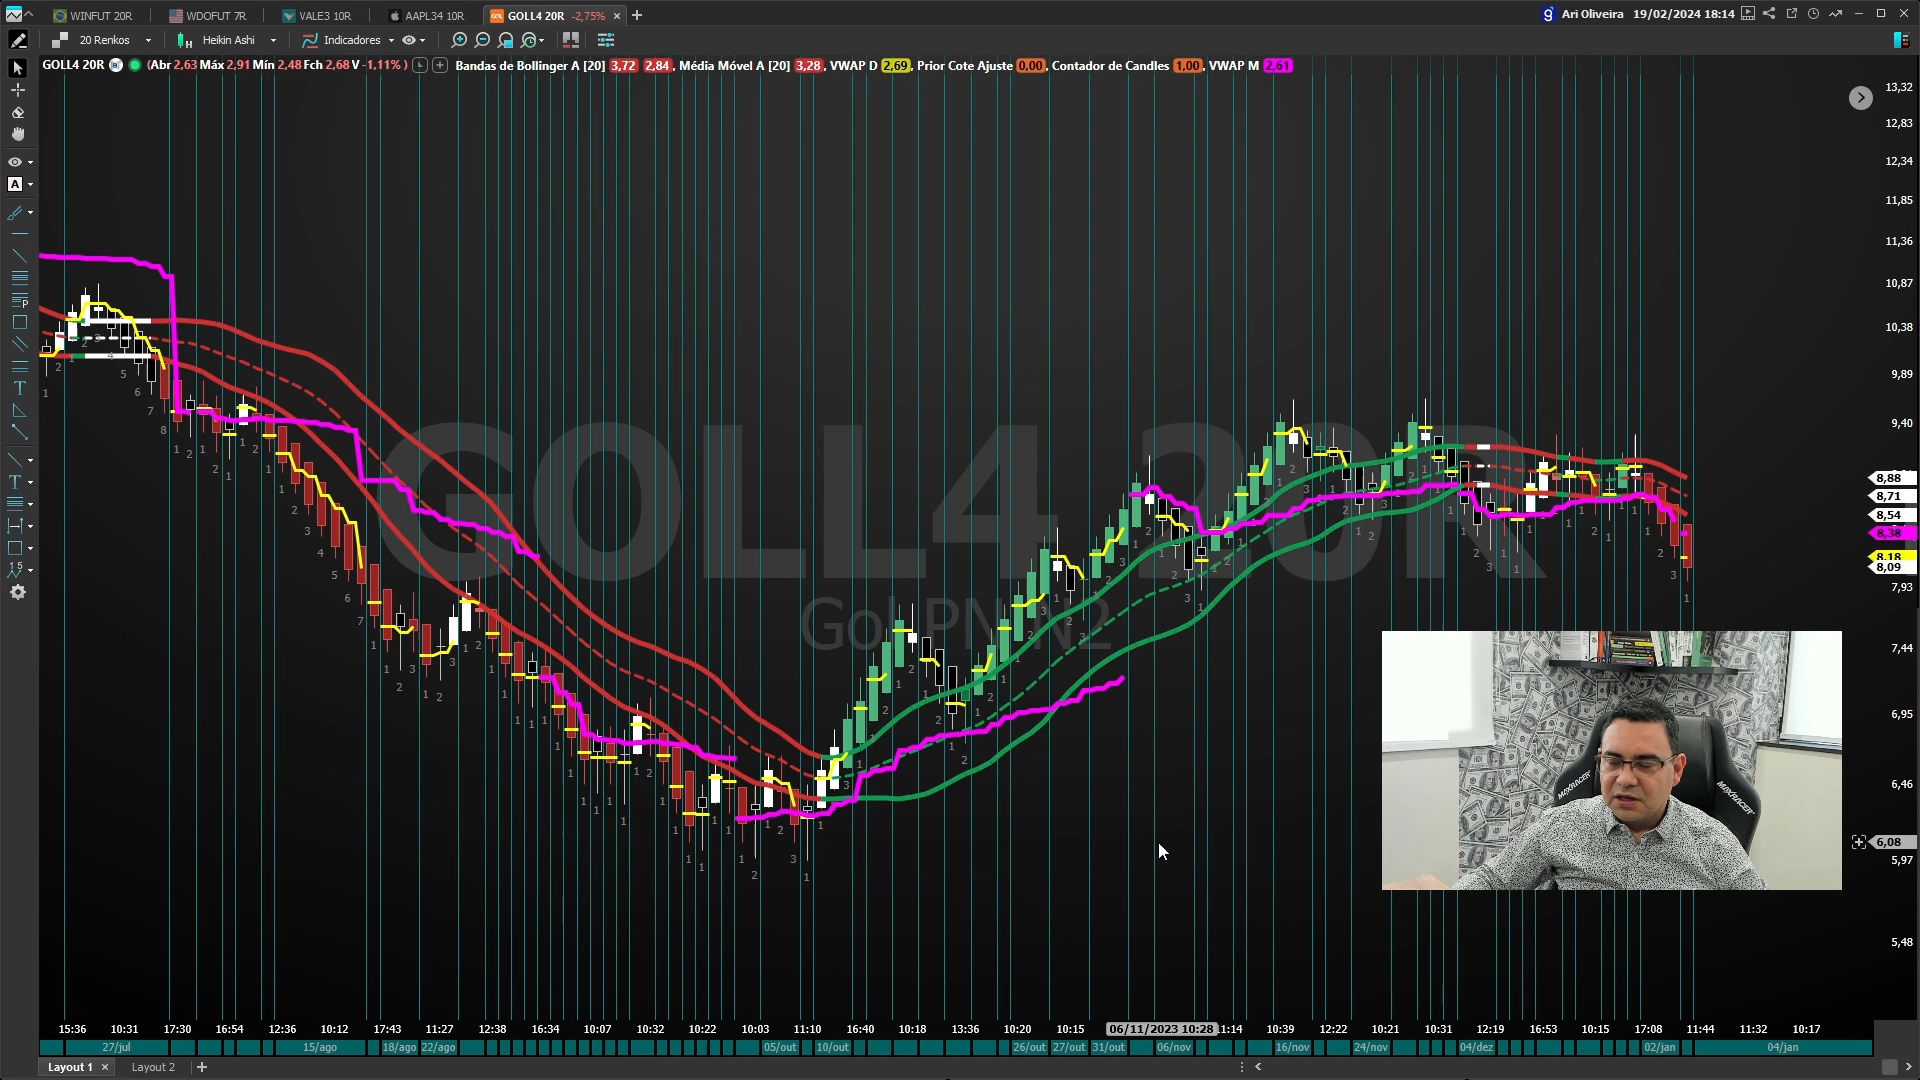 WINFUT 20R WDOFUT 7R VALE3 10R AAPL34 10R GOLL4 20R -2,75% Ari Oliveira 19/02/2024 18:14
20 Renkos Heikin Ashi Indicadores
GOLL4 20R (Abr 2,63 Máx 2,91 Mín 2,48 Fch 2,68 V -1,11% ) Bandas de Bollinger A [20] 3,72 2,84, Média Móvel A [20] 3,28, VWAP D 2,69, Prior Cote Ajuste 0,00, Contador de Candles 1,00, VWAP M 2,61
13,32
12,83
12,34
11,85
11,36
10,87
10,38
9,89
9,40
8,88
8,71
8,54
8,38
8,18
8,09
7,93
7,44
6,95
6,46
6,08
5,97
5,48
GOLL4 20R
Gol PN N2
MAXRACER MAXRACER
15:36 10:31 17:30 16:54 12:36 10:12 17:43 11:27 12:38 16:34 10:07 10:32 10:22 10:03 11:10 16:40 10:18 13:36 10:20 10:15 06/11/2023 10:28 11:14 10:39 12:22 10:21 10:31 12:19 16:53 10:15 17:08 11:44 11:32 10:17
27/jul 15/ago 18/ago 22/ago 05/out 10/out 26/out 27/out 31/out 06/nov 16/nov 24/nov 04/dez 02/jan 04/jan
Layout 1 Layout 2